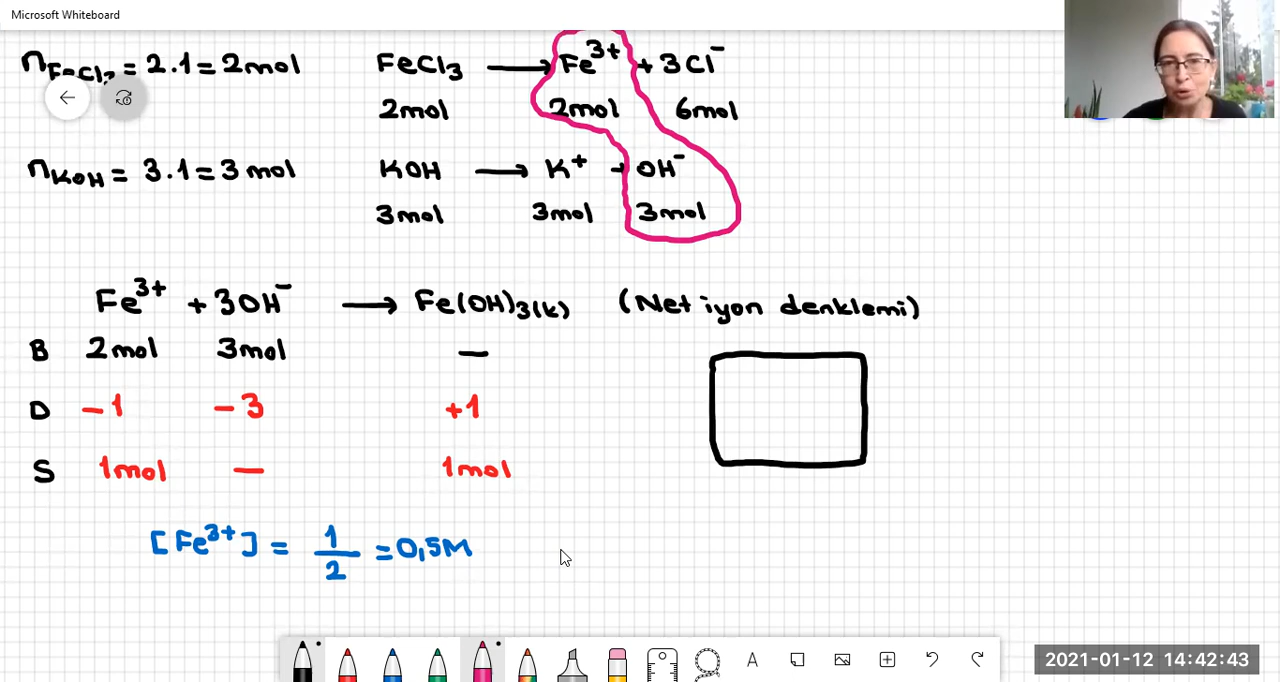 Microsoft Whiteboard
nFeCl3 = 2.1 = 2mol FeCl3 → Fe3+ + 3Cl-
2mol 2mol 6mol
nKOH = 3.1 = 3 mol KOH → K+ + OH-
3mol 3mol 3mol
Fe3+ + 3OH- → Fe(OH)3(k) (Net iyon denklemi)
B 2mol 3mol —
D -1 -3 +1
S 1mol — 1mol
[Fe3+] = 1/2 = 0,5M
A
2021-01-12 14:42:43